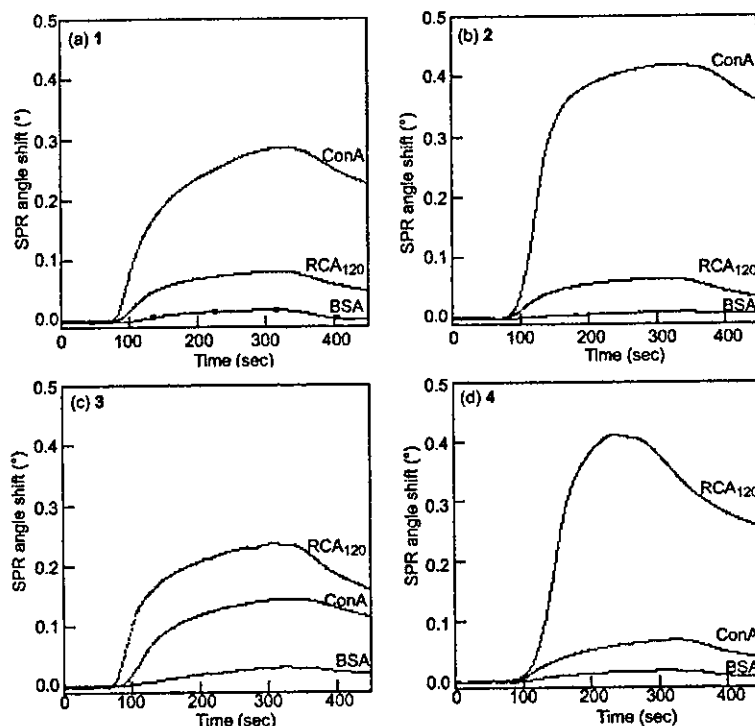 (a) 1
0.5
0.4
0.3
0.2
0.1
0.0
SPR angle shift (°)
ConA
RCA120
BSA
0 100 200 300 400
Time (sec)
(b) 2
0.5
0.4
0.3
0.2
0.1
0.0
SPR angle shift (°)
ConA
RCA120
BSA
0 100 200 300 400
Time (sec)
(c) 3
0.5
0.4
0.3
0.2
0.1
0.0
SPR angle shift (°)
RCA120
ConA
BSA
0 100 200 300 400
Time (sec)
(d) 4
0.5
0.4
0.3
0.2
0.1
0.0
SPR angle shift (°)
RCA120
ConA
BSA
0 100 200 300 400
Time (sec)